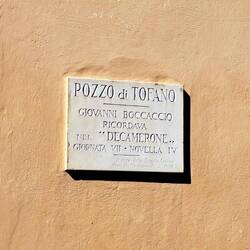 POZZO di TOFANO
GIOVANNI BOCCACCIO
RICORDAVA
NEL "DECAMERONE„
GIORNATA VII - NOVELLA IV